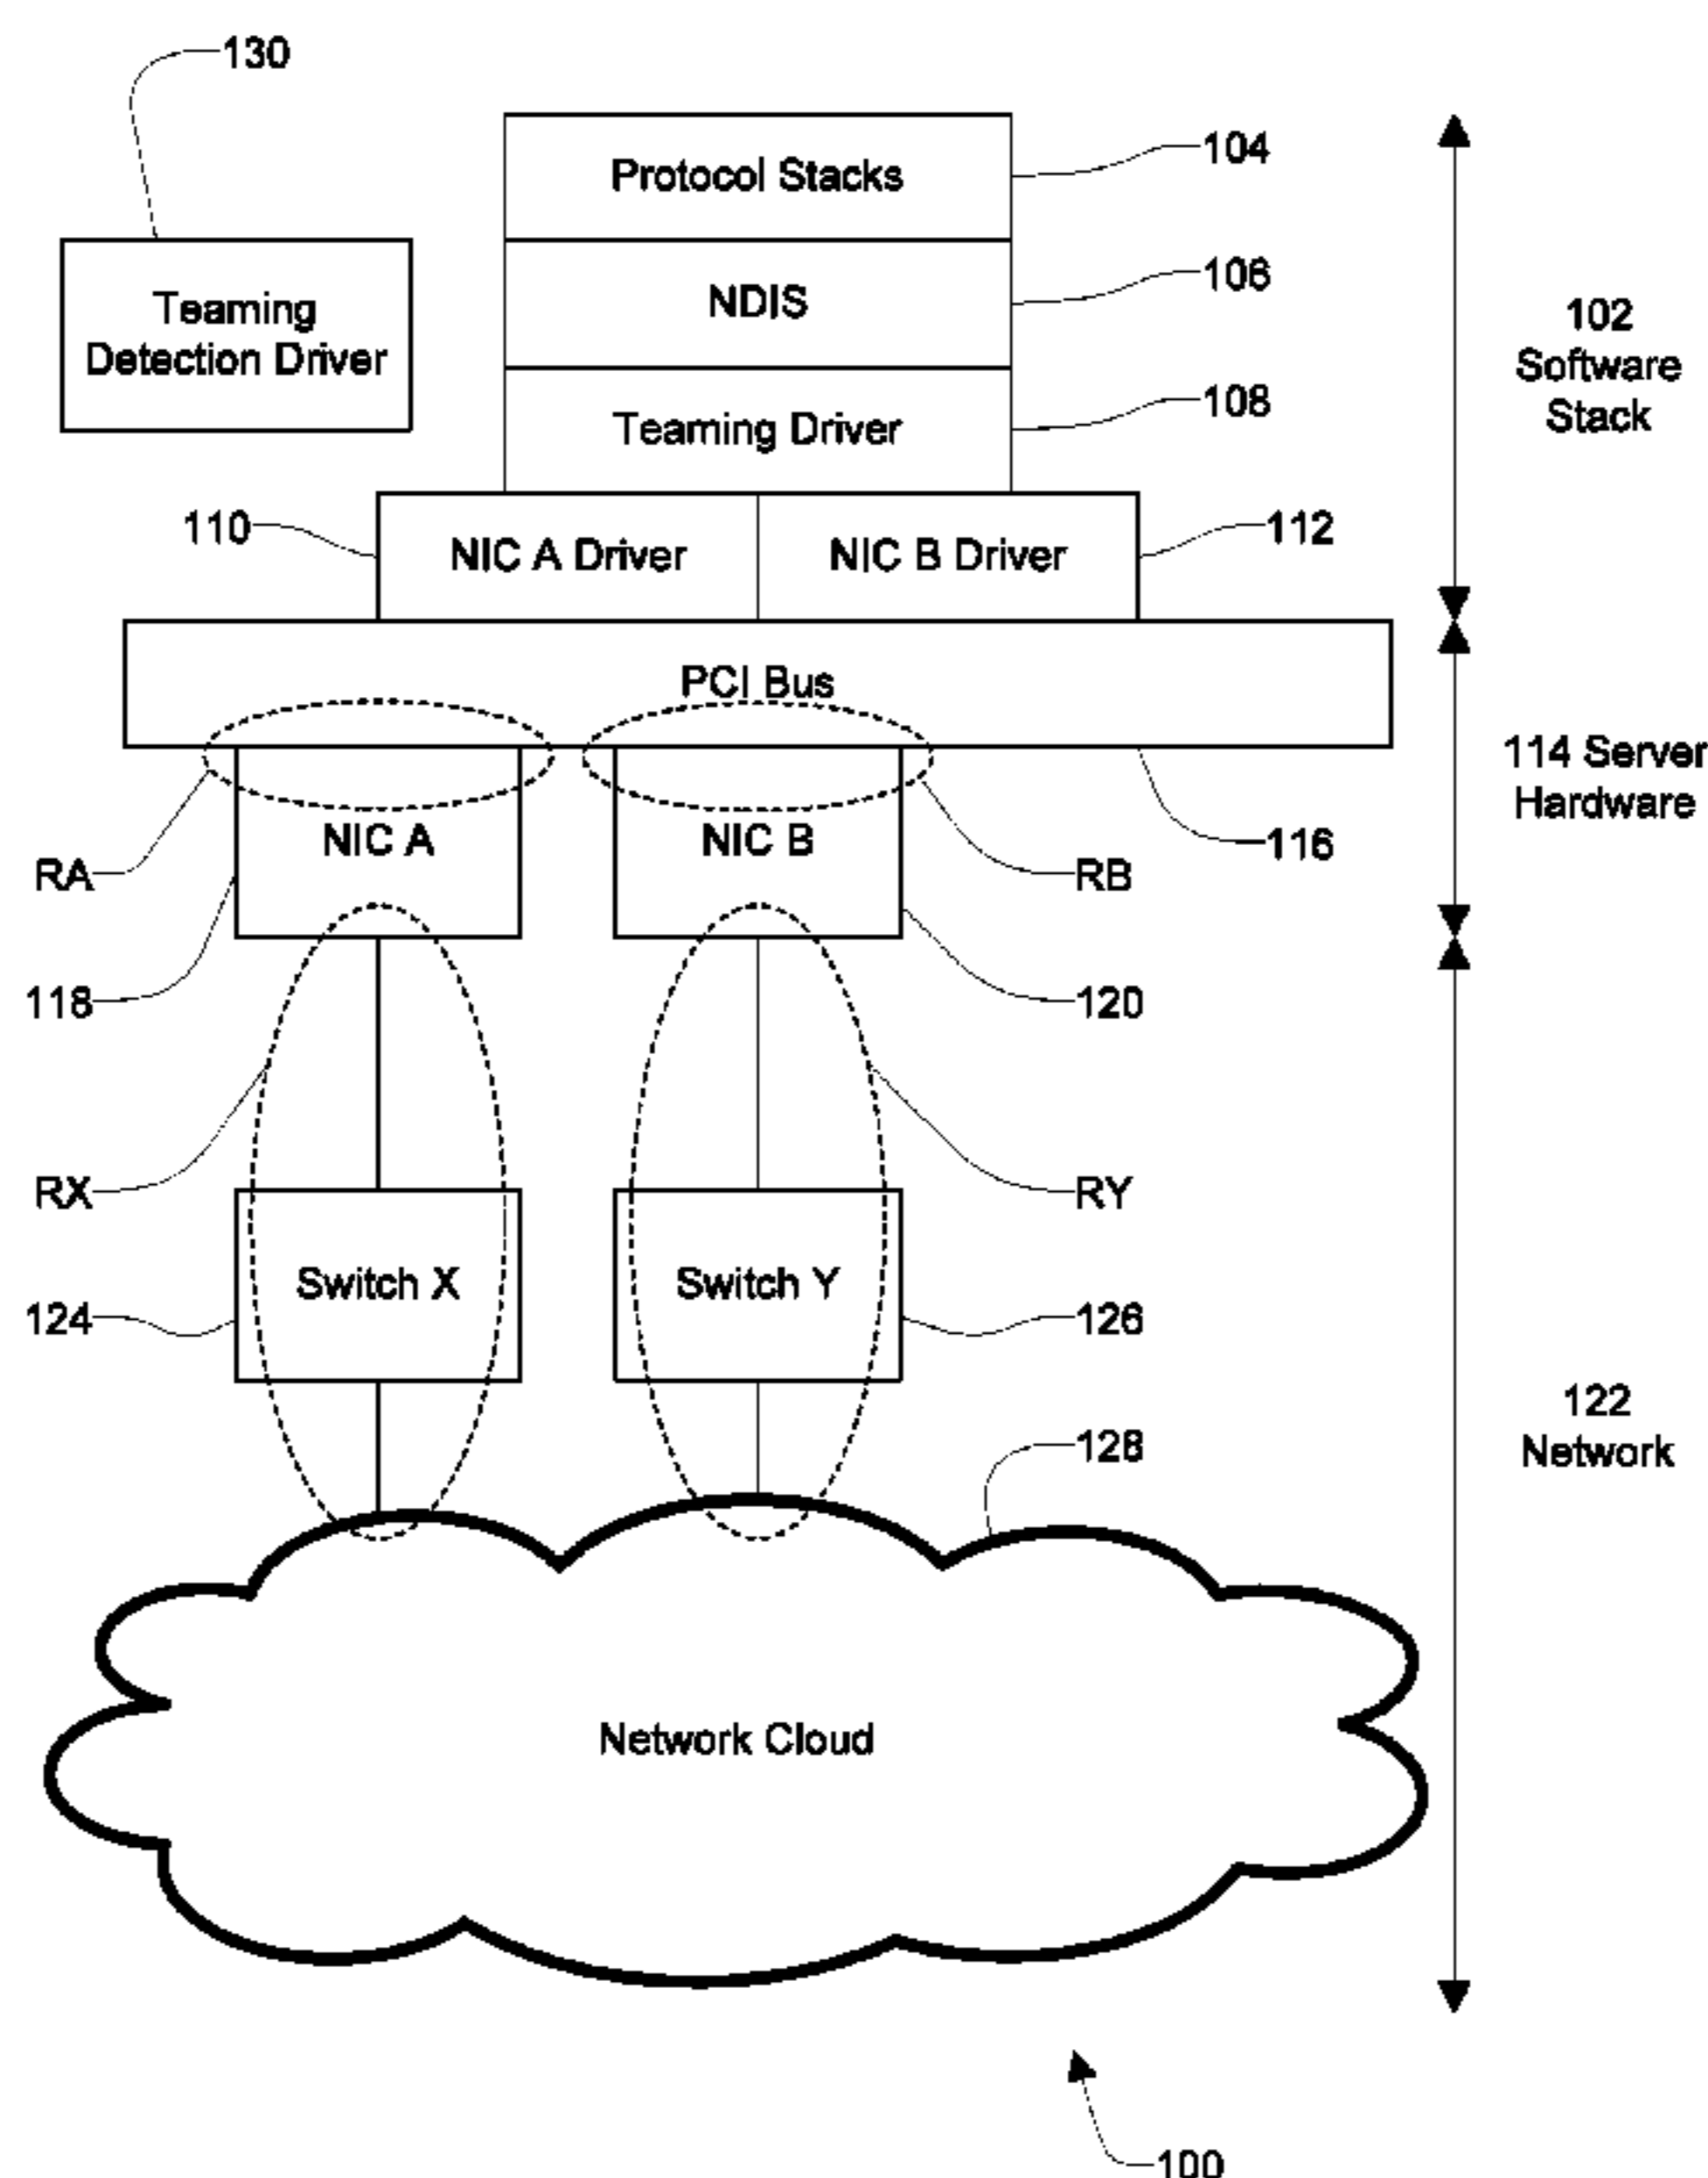 130
Protocol Stacks
104
NDIS
106
Teaming
Detection Driver
102
Software
Stack
Teaming Driver
108
110
NIC A Driver
NIC B Driver
112
PCI Bus
114 Server
Hardware
NIC A
NIC B
116
RA
RB
118
120
RX
RY
Switch X
Switch Y
124
126
122
Network
128
Network Cloud
100